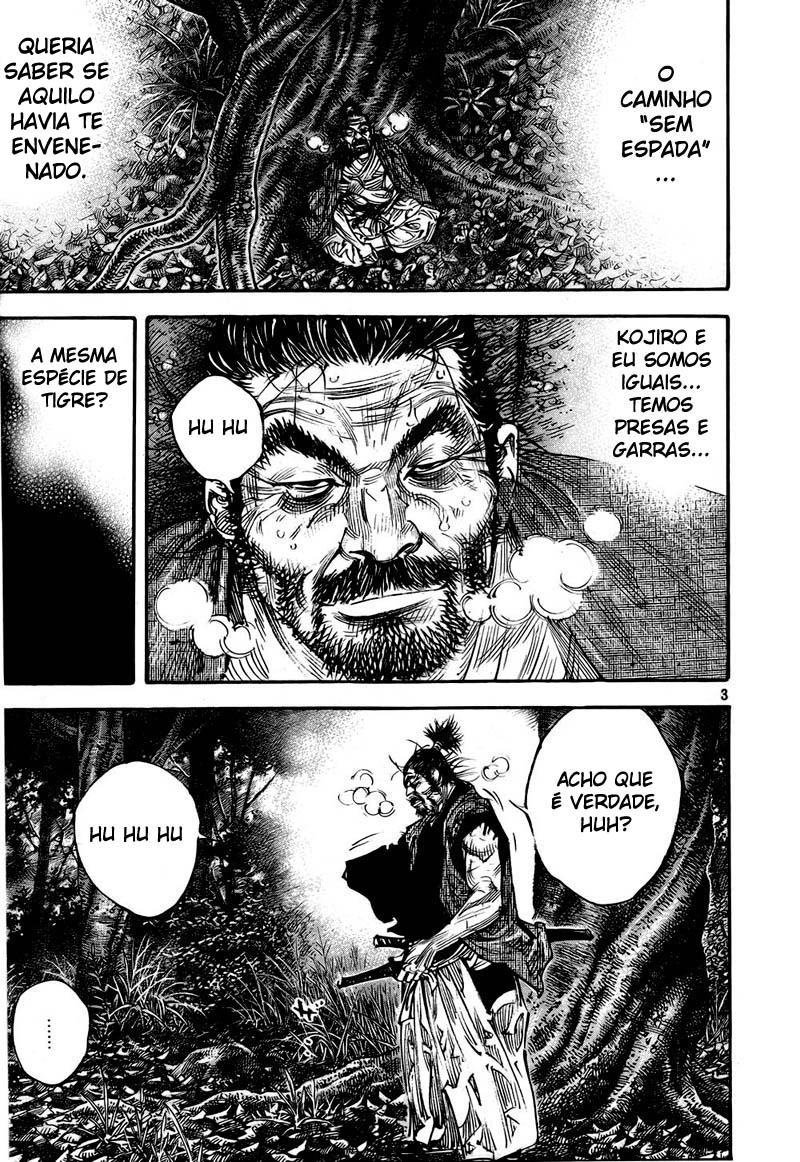 O
CAMINHO
"SEM
ESPADA"
...
QUERIA
SABER SE
AQUILO
HAVIA TE
ENVENE-
NADO.
KOJIRO E
EU SOMOS
IGUAIS...
TEMOS
PRESAS E
GARRAS...
HU HU
A MESMA
ESPÉCIE DE
TIGRE?
3
ACHO QUE
É VERDADE,
HUH?
HU HU HU
......